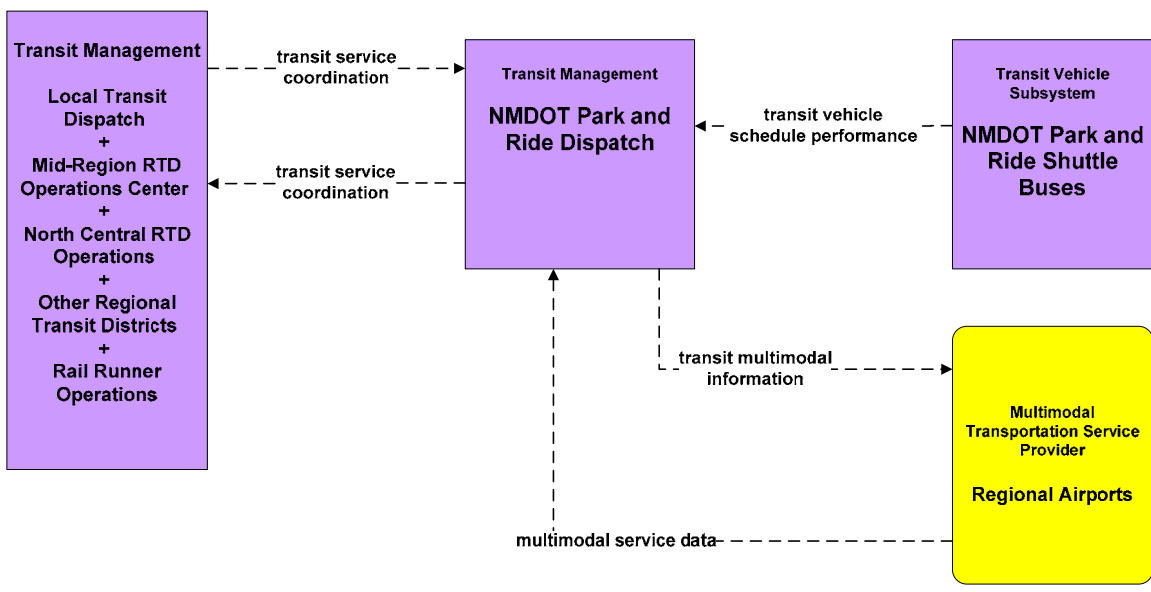 Transit Management
Local Transit
Dispatch
+
Mid-Region RTD
Operations Center
+
North Central RTD
Operations
+
Other Regional
Transit Districts
+
Rail Runner
Operations
transit service
coordination
transit service
coordination
Transit Management
NMDOT Park and
Ride Dispatch
transit vehicle
schedule performance
Transit Vehicle
Subsystem
NMDOT Park and
Ride Shuttle
Buses
transit multimodal
information
Multimodal
Transportation Service
Provider
Regional Airports
multimodal service data